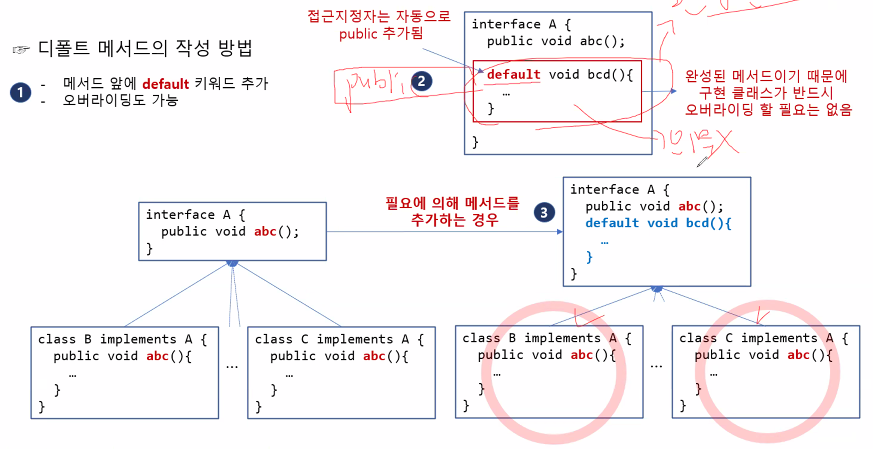 ☞ 디폴트 메서드의 작성 방법
1
- 메서드 앞에 default 키워드 추가
- 오버라이딩도 가능
접근지정자는 자동으로
public 추가됨
public
2
interface A {
public void abc();
default void bcd(){
…
}
}
완성된 메서드이기 때문에
구현 클래스가 반드시
오버라이딩 할 필요는 없음
interface A {
public void abc();
}
필요에 의해 메서드를
추가하는 경우
3
interface A {
public void abc();
default void bcd(){
…
}
}
class B implements A {
public void abc(){
…
}
}
…
class C implements A {
public void abc(){
…
}
}
class B implements A {
public void abc(){
…
}
}
…
class C implements A {
public void abc(){
…
}
}